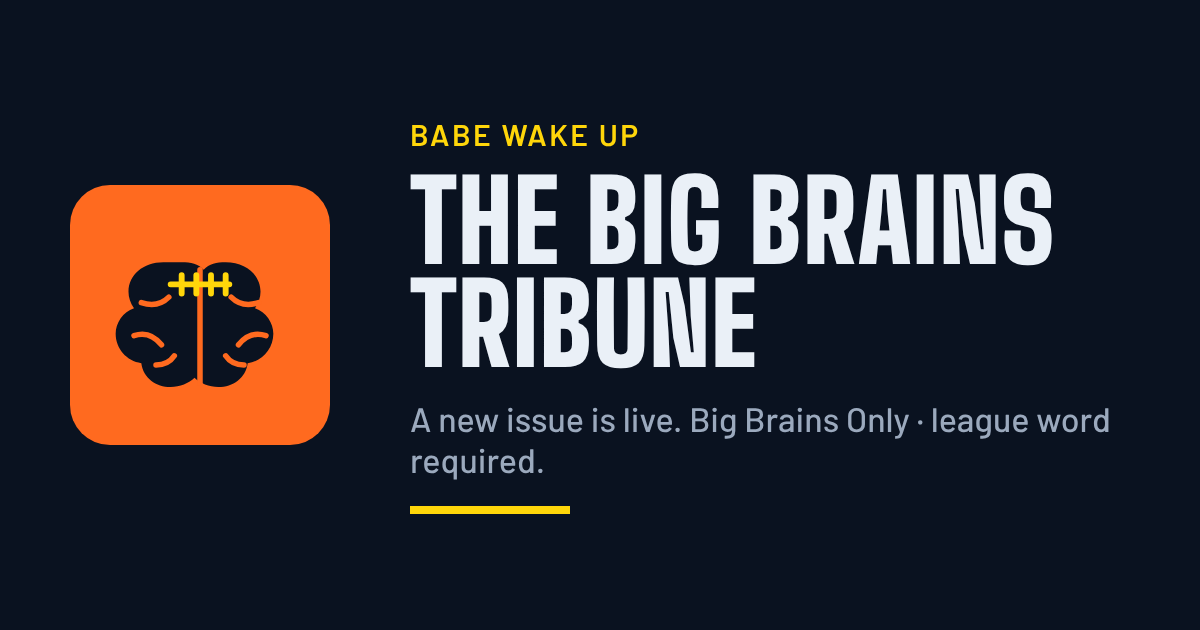 BABE WAKE UP
THE BIG BRAINS
TRIBUNE
A new issue is live. Big Brains Only · league word
required.